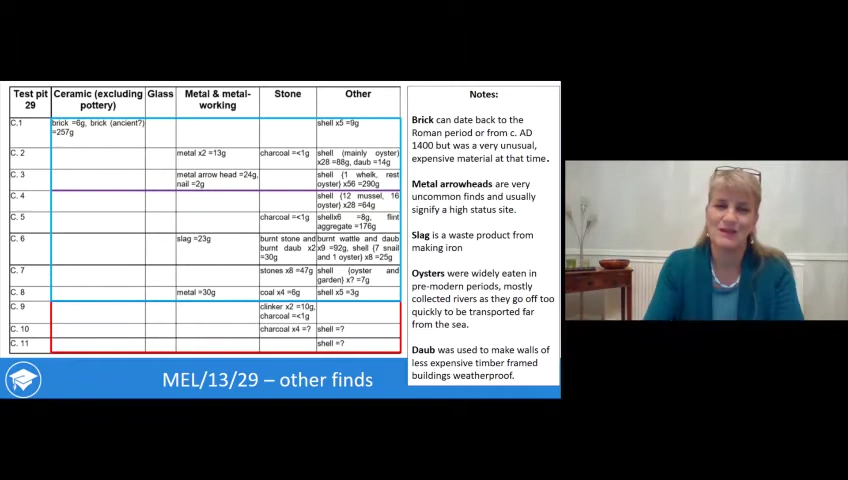 Test pit 29 Ceramic (excluding pottery) Glass Metal & metal-working Stone Other
C.1 brick =6g, brick (ancient?) =257g shell x5 =9g
C. 2 metal x2 =13g charcoal =<1g shell (mainly oyster) x28 =88g, daub =14g
C. 3 metal arrow head =24g, nail =2g shell {1 whelk, rest oyster} x56 =290g
C. 4 shell {12 mussel, 16 oyster} x28 =64g
C. 5 charcoal =<1g shellx6 =8g, flint aggregate =176g
C. 6 slag =23g burnt stone and burnt daub x2 =30g burnt wattle and daub x9 =92g, shell {7 snail and 1 oyster} x8 =25g
C. 7 stones x8 =47g shell {oyster and garden} x? =7g
C. 8 metal =30g coal x4 =6g shell x5 =3g
C. 9 clinker x2 =10g, charcoal =<1g
C. 10 charcoal x4 =? shell =?
C. 11 shell =?
MEL/13/29 – other finds
Notes:
Brick can date back to the
Roman period or from c. AD
1400 but was a very unusual,
expensive material at that time.
Metal arrowheads are very
uncommon finds and usually
signify a high status site.
Slag is a waste product from
making iron
Oysters were widely eaten in
pre-modern periods, mostly
collected rivers as they go off too
quickly to be transported far
from the sea.
Daub was used to make walls of
less expensive timber framed
buildings weatherproof.